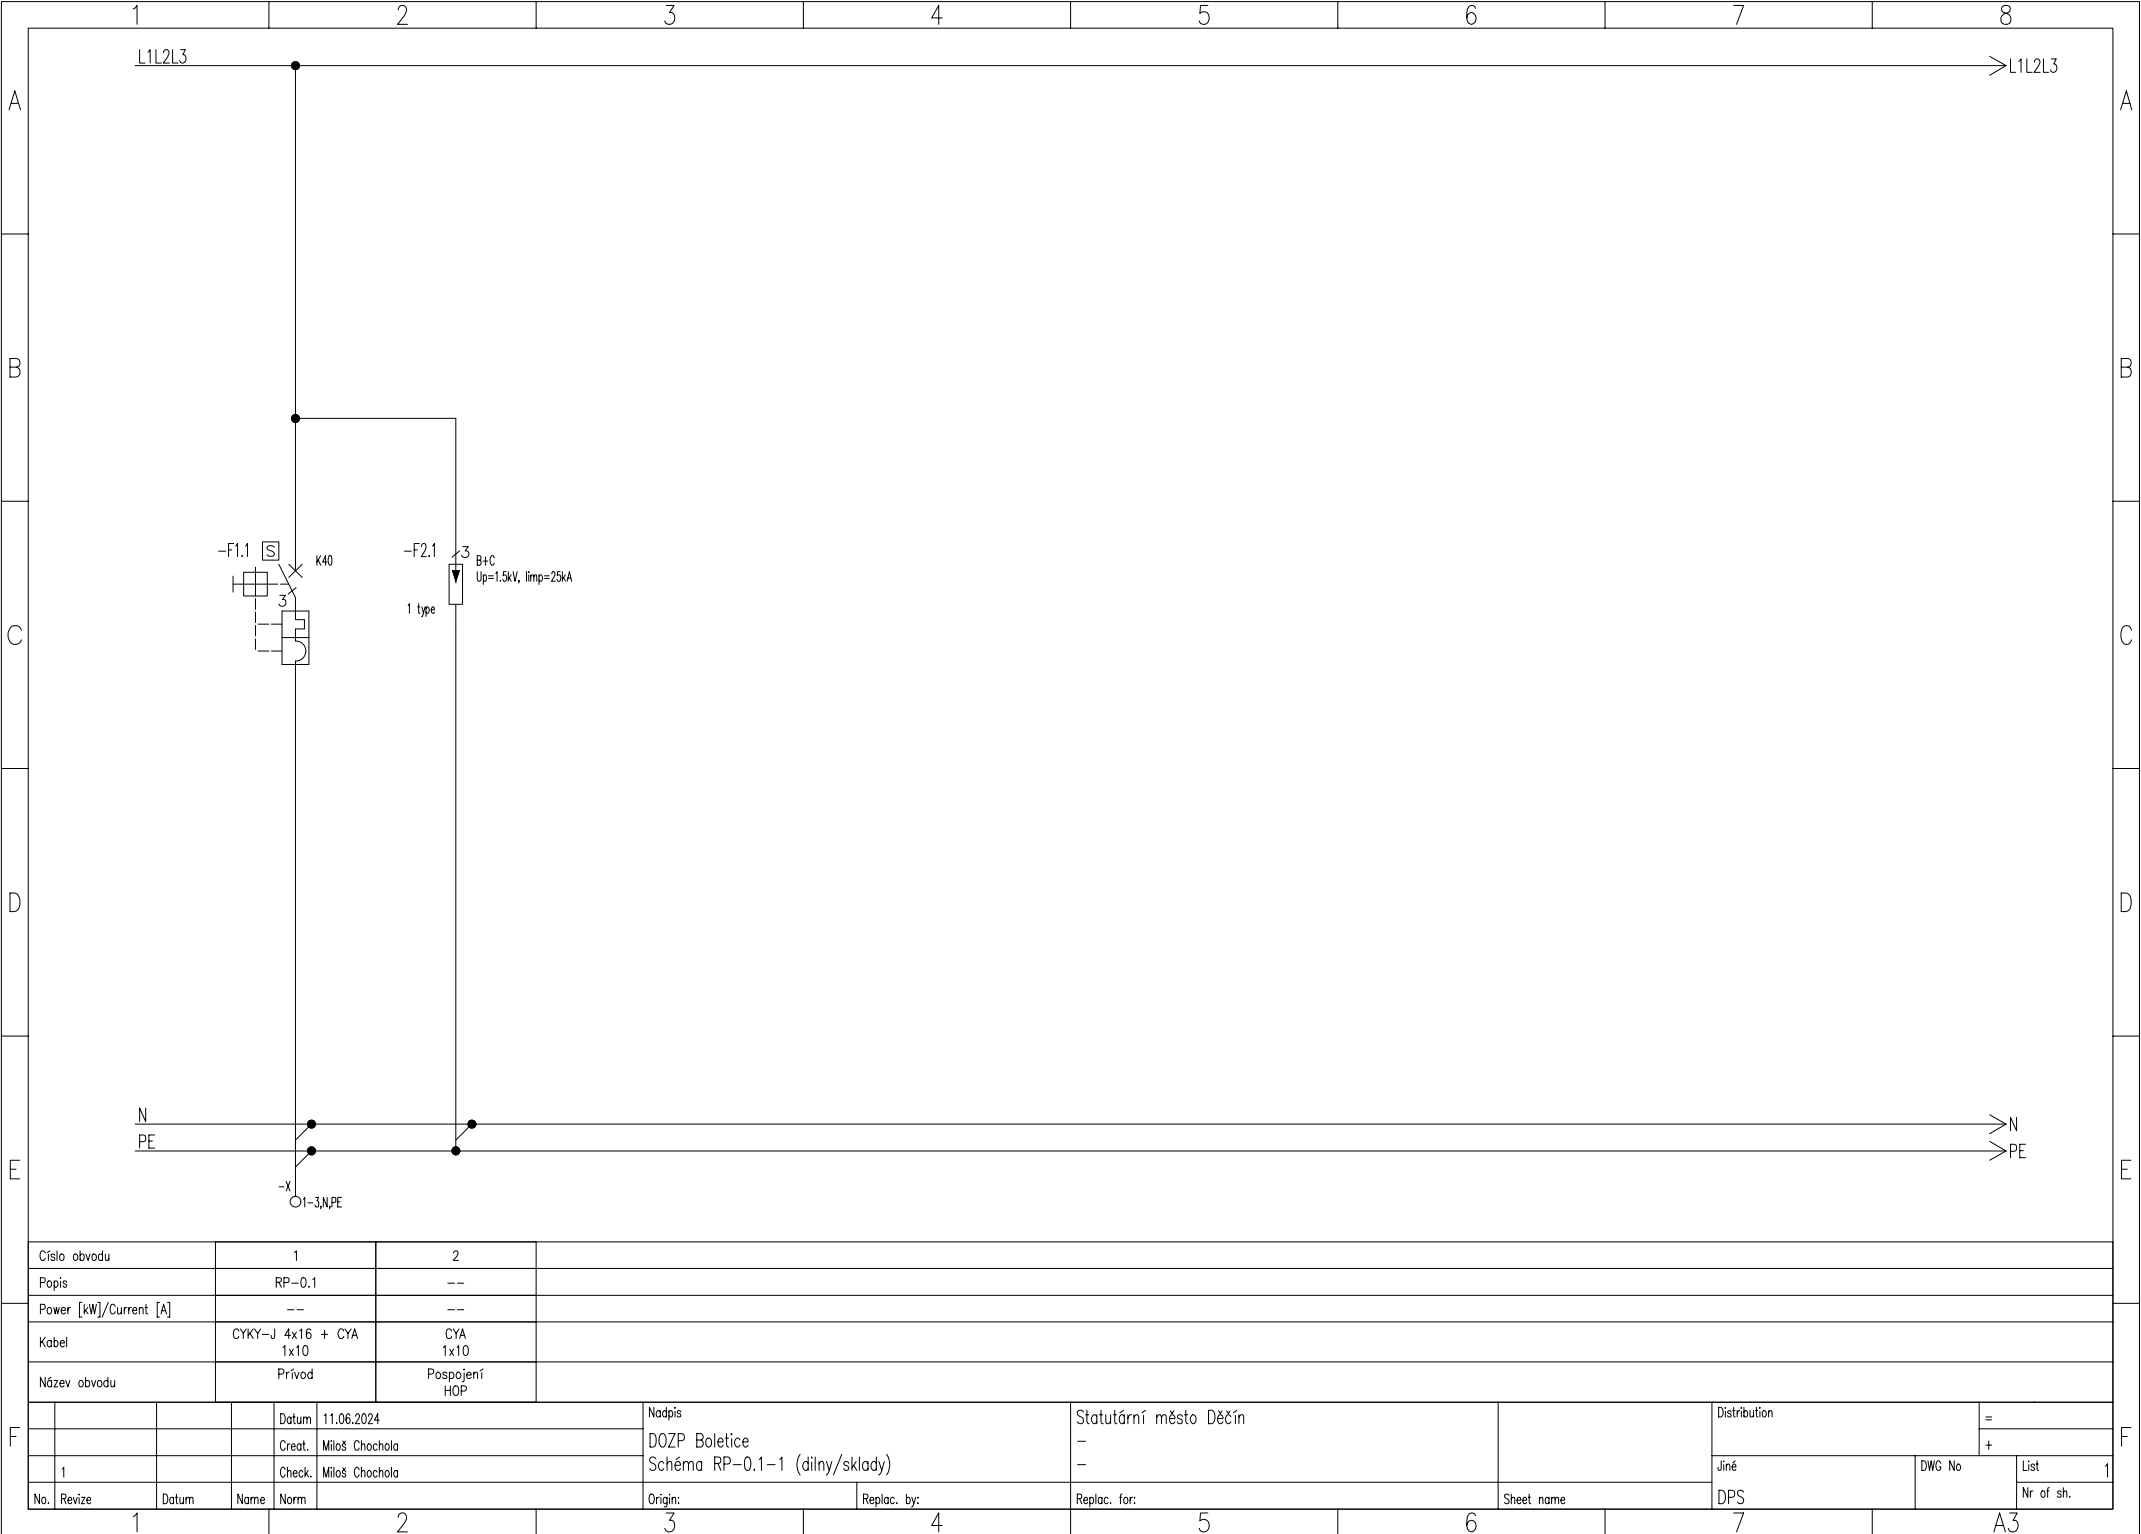 1 2 3 4 5 6 7 8
A A
B B
C C
D D
E E
F F
L1L2L3 L1L2L3
-F1.1 S K40
3
-F2.1 3 B+C
Up=1.5kV, Iimp=25kA
1 type
N N
PE PE
-X
1-3,N,PE
Císlo obvodu 1 2
Popis RP-0.1 --
Power [kW]/Current [A] -- --
Kabel CYKY-J 4x16 + CYA 1x10 CYA 1x10
Název obvodu Prívod Pospojení HOP
Datum 11.06.2024
Creat. Miloš Chochola
1 Check. Miloš Chochola
No. Revize Datum Name Norm
Nadpis
DOZP Boletice
Schéma RP-0.1-1 (dilny/sklady)
Origin: Replac. by:
Statutární město Děčín
-
-
Replac. for: Sheet name
Distribution =
+
Jiné DWG No List 1
DPS Nr of sh.
1 2 3 4 5 6 7 A3